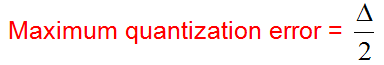 Maximum quantization error = Δ/2